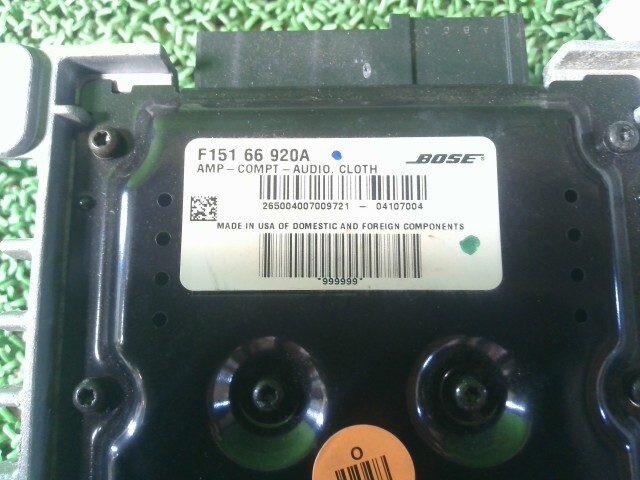 F151 66 920A
BOSE®
AMP-COMPT-AUDIO, CLOTH
265004007009721 - 04107004
MADE IN USA OF DOMESTIC AND FOREIGN COMPONENTS
*999999*
O